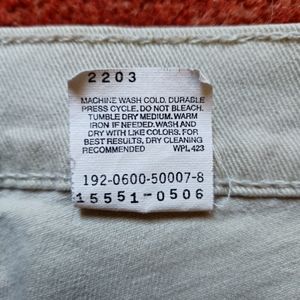 2203
MACHINE WASH COLD. DURABLE
PRESS CYCLE. DO NOT BLEACH.
TUMBLE DRY MEDIUM. WARM
IRON IF NEEDED. WASH AND
DRY WITH LIKE COLORS. FOR
BEST RESULTS, DRY CLEANING
RECOMMENDED WPL 423
192-0600-50007-8
15551-0506